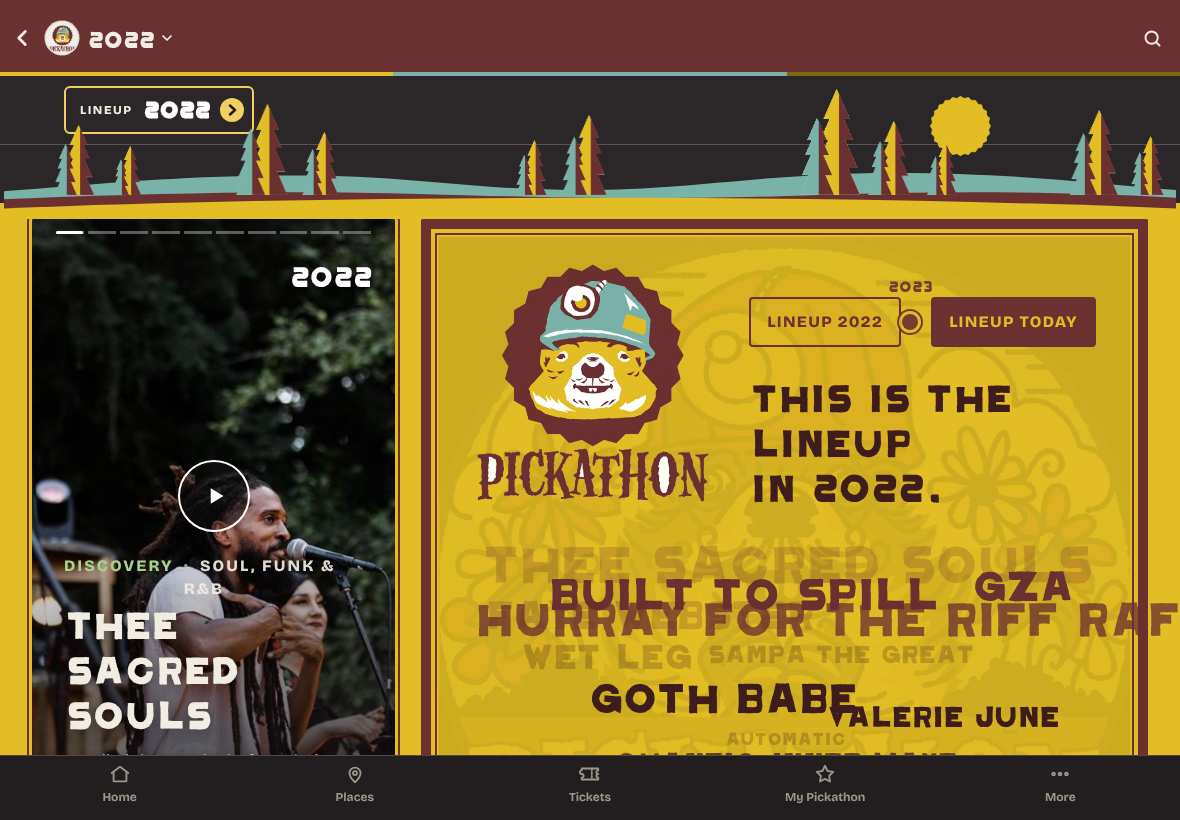 2022
LINEUP 2022
2022
DISCOVERY · SOUL, FUNK &
R&B
THEE
SACRED
SOULS
PICKATHON
2023
LINEUP 2022
LINEUP TODAY
THIS IS THE
LINEUP
IN 2022.
THEE SACRED SOULS
BUILT TO SPILL GZA
HURRAY FOR THE RIFF RAF
WET LEG SAMPA THE GREAT
GOTH BABE
VALERIE JUNE
AUTOMATIC
Home
Places
Tickets
My Pickathon
More